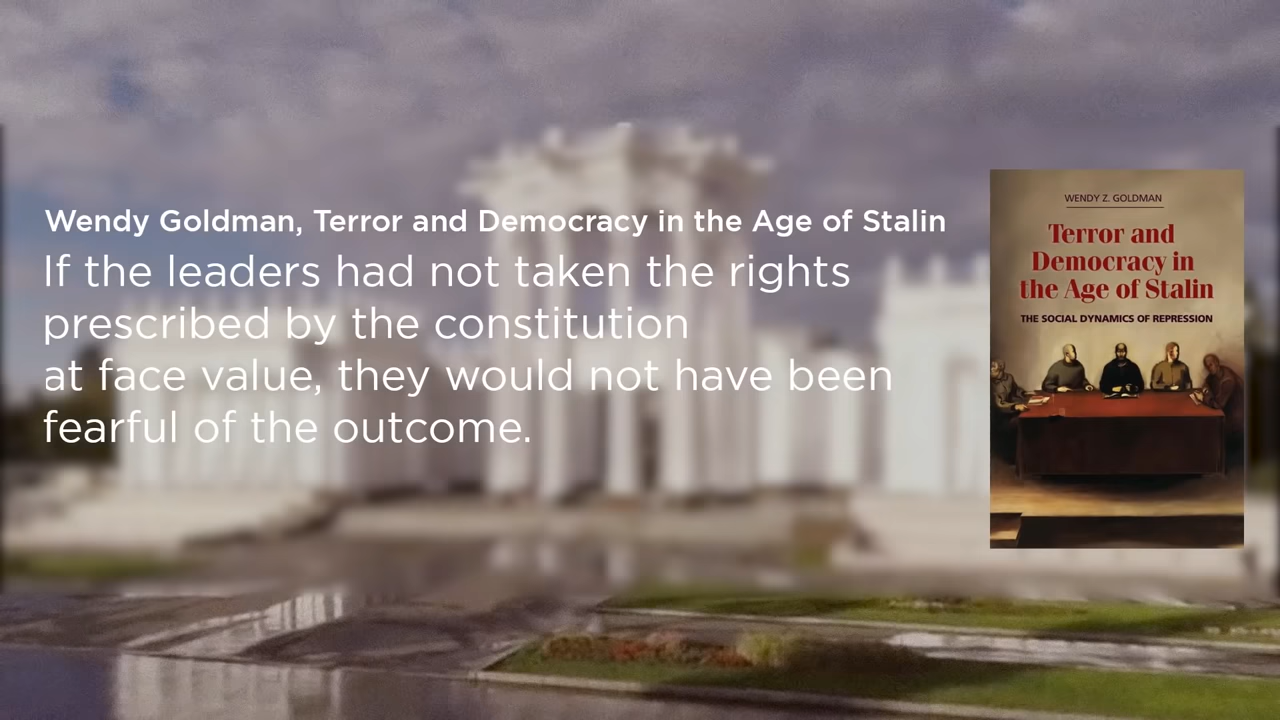 Wendy Goldman, Terror and Democracy in the Age of Stalin
If the leaders had not taken the rights
prescribed by the constitution
at face value, they would not have been
fearful of the outcome.
WENDY Z. GOLDMAN
Terror and
Democracy in
the Age of Stalin
THE SOCIAL DYNAMICS OF REPRESSION